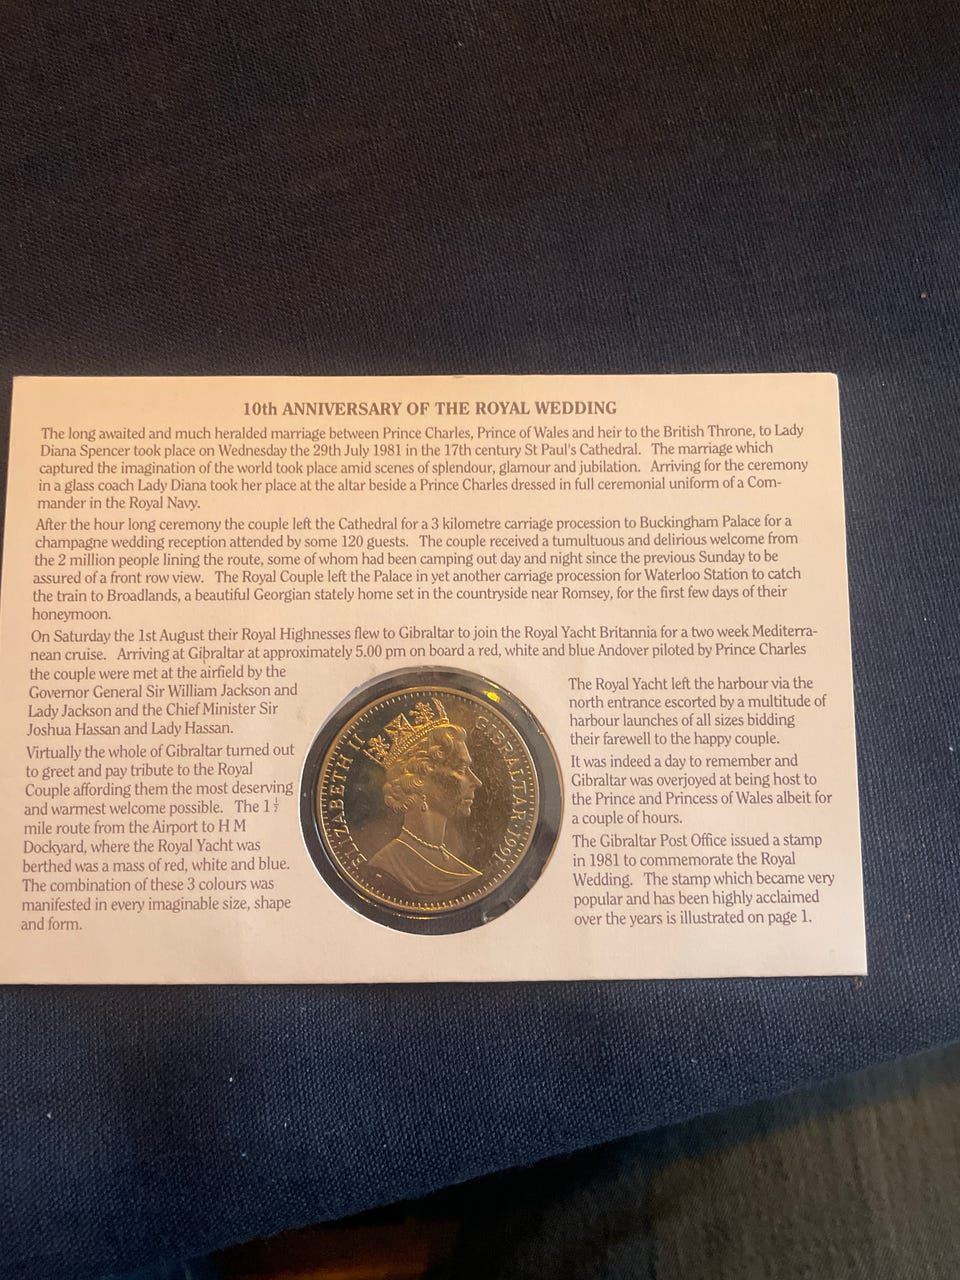 10th ANNIVERSARY OF THE ROYAL WEDDING
The long awaited and much heralded marriage between Prince Charles, Prince of Wales and heir to the British Throne, to Lady
Diana Spencer took place on Wednesday the 29th July 1981 in the 17th century St Paul's Cathedral. The marriage which
captured the imagination of the world took place amid scenes of splendour, glamour and jubilation. Arriving for the ceremony
in a glass coach Lady Diana took her place at the altar beside a Prince Charles dressed in full ceremonial uniform of a Com-
mander in the Royal Navy.
After the hour long ceremony the couple left the Cathedral for a 3 kilometre carriage procession to Buckingham Palace for a
champagne wedding reception attended by some 120 guests. The couple received a tumultuous and delirious welcome from
the 2 million people lining the route, some of whom had been camping out day and night since the previous Sunday to be
assured of a front row view. The Royal Couple left the Palace in yet another carriage procession for Waterloo Station to catch
the train to Broadlands, a beautiful Georgian stately home set in the countryside near Romsey, for the first few days of their
honeymoon.
On Saturday the 1st August their Royal Highnesses flew to Gibraltar to join the Royal Yacht Britannia for a two week Mediterra-
nean cruise. Arriving at Gibraltar at approximately 5.00 pm on board a red, white and blue Andover piloted by Prince Charles
the couple were met at the airfield by the
Governor General Sir William Jackson and
Lady Jackson and the Chief Minister Sir
Joshua Hassan and Lady Hassan.
Virtually the whole of Gibraltar turned out
to greet and pay tribute to the Royal
Couple affording them the most deserving
and warmest welcome possible. The 1½
mile route from the Airport to H M
Dockyard, where the Royal Yacht was
berthed was a mass of red, white and blue.
The combination of these 3 colours was
manifested in every imaginable size, shape
and form.
ELIZABETH II
GIBRALTAR · 1991
The Royal Yacht left the harbour via the
north entrance escorted by a multitude of
harbour launches of all sizes bidding
their farewell to the happy couple.
It was indeed a day to remember and
Gibraltar was overjoyed at being host to
the Prince and Princess of Wales albeit for
a couple of hours.
The Gibraltar Post Office issued a stamp
in 1981 to commemorate the Royal
Wedding. The stamp which became very
popular and has been highly acclaimed
over the years is illustrated on page 1.